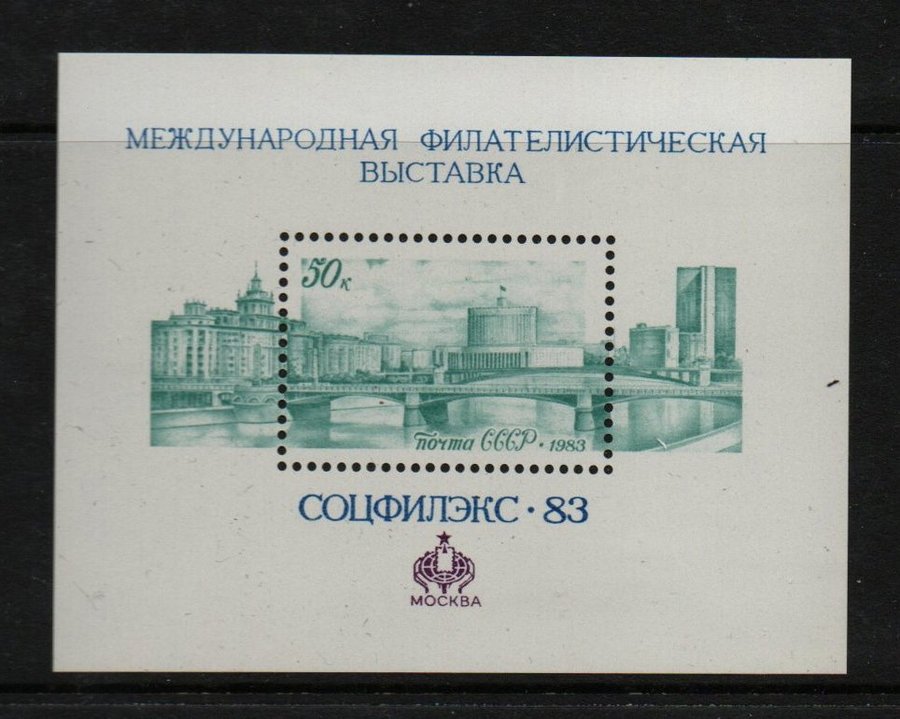 МЕЖДУНАРОДНАЯ ФИЛАТЕЛИСТИЧЕСКАЯ
ВЫСТАВКА
50к
почта СССР • 1983
СОЦФИЛЭКС • 83
МОСКВА